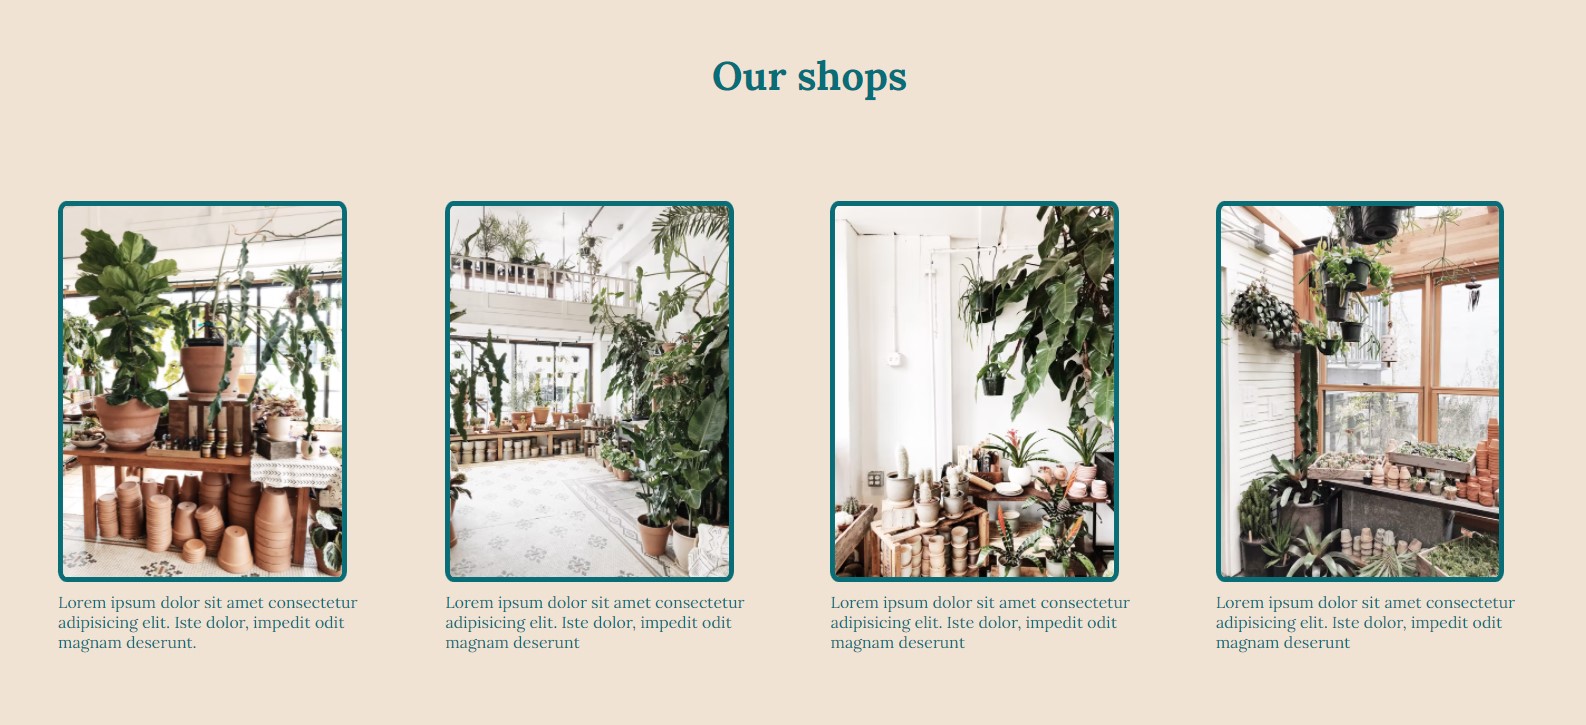 Our shops
Lorem ipsum dolor sit amet consectetur
adipisicing elit. Iste dolor, impedit odit
magnam deserunt.
Lorem ipsum dolor sit amet consectetur
adipisicing elit. Iste dolor, impedit odit
magnam deserunt
Lorem ipsum dolor sit amet consectetur
adipisicing elit. Iste dolor, impedit odit
magnam deserunt
Lorem ipsum dolor sit amet consectetur
adipisicing elit. Iste dolor, impedit odit
magnam deserunt